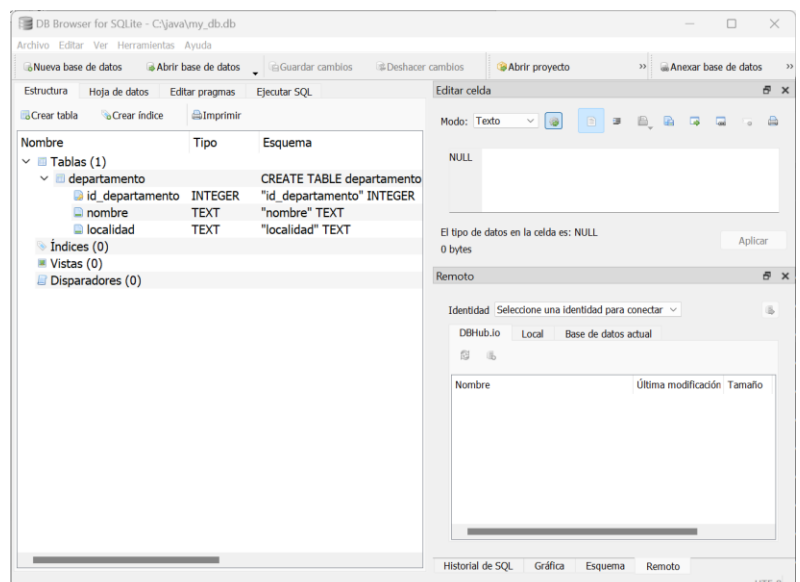 DB Browser for SQLite - C:\java\my_db.db
Archivo Editar Ver Herramientas Ayuda
Nueva base de datos Abrir base de datos Guardar cambios Deshacer cambios Abrir proyecto » Anexar base de datos »
Estructura Hoja de datos Editar pragmas Ejecutar SQL
Crear tabla Crear índice Imprimir
Nombre Tipo Esquema
Tablas (1)
departamento CREATE TABLE departamento
id_departamento INTEGER "id_departamento" INTEGER
nombre TEXT "nombre" TEXT
localidad TEXT "localidad" TEXT
Índices (0)
Vistas (0)
Disparadores (0)
Editar celda
Modo: Texto
NULL
El tipo de datos en la celda es: NULL
0 bytes
Aplicar
Remoto
Identidad Seleccione una identidad para conectar
DBHub.io Local Base de datos actual
Nombre Última modificación Tamaño
Historial de SQL Gráfica Esquema Remoto